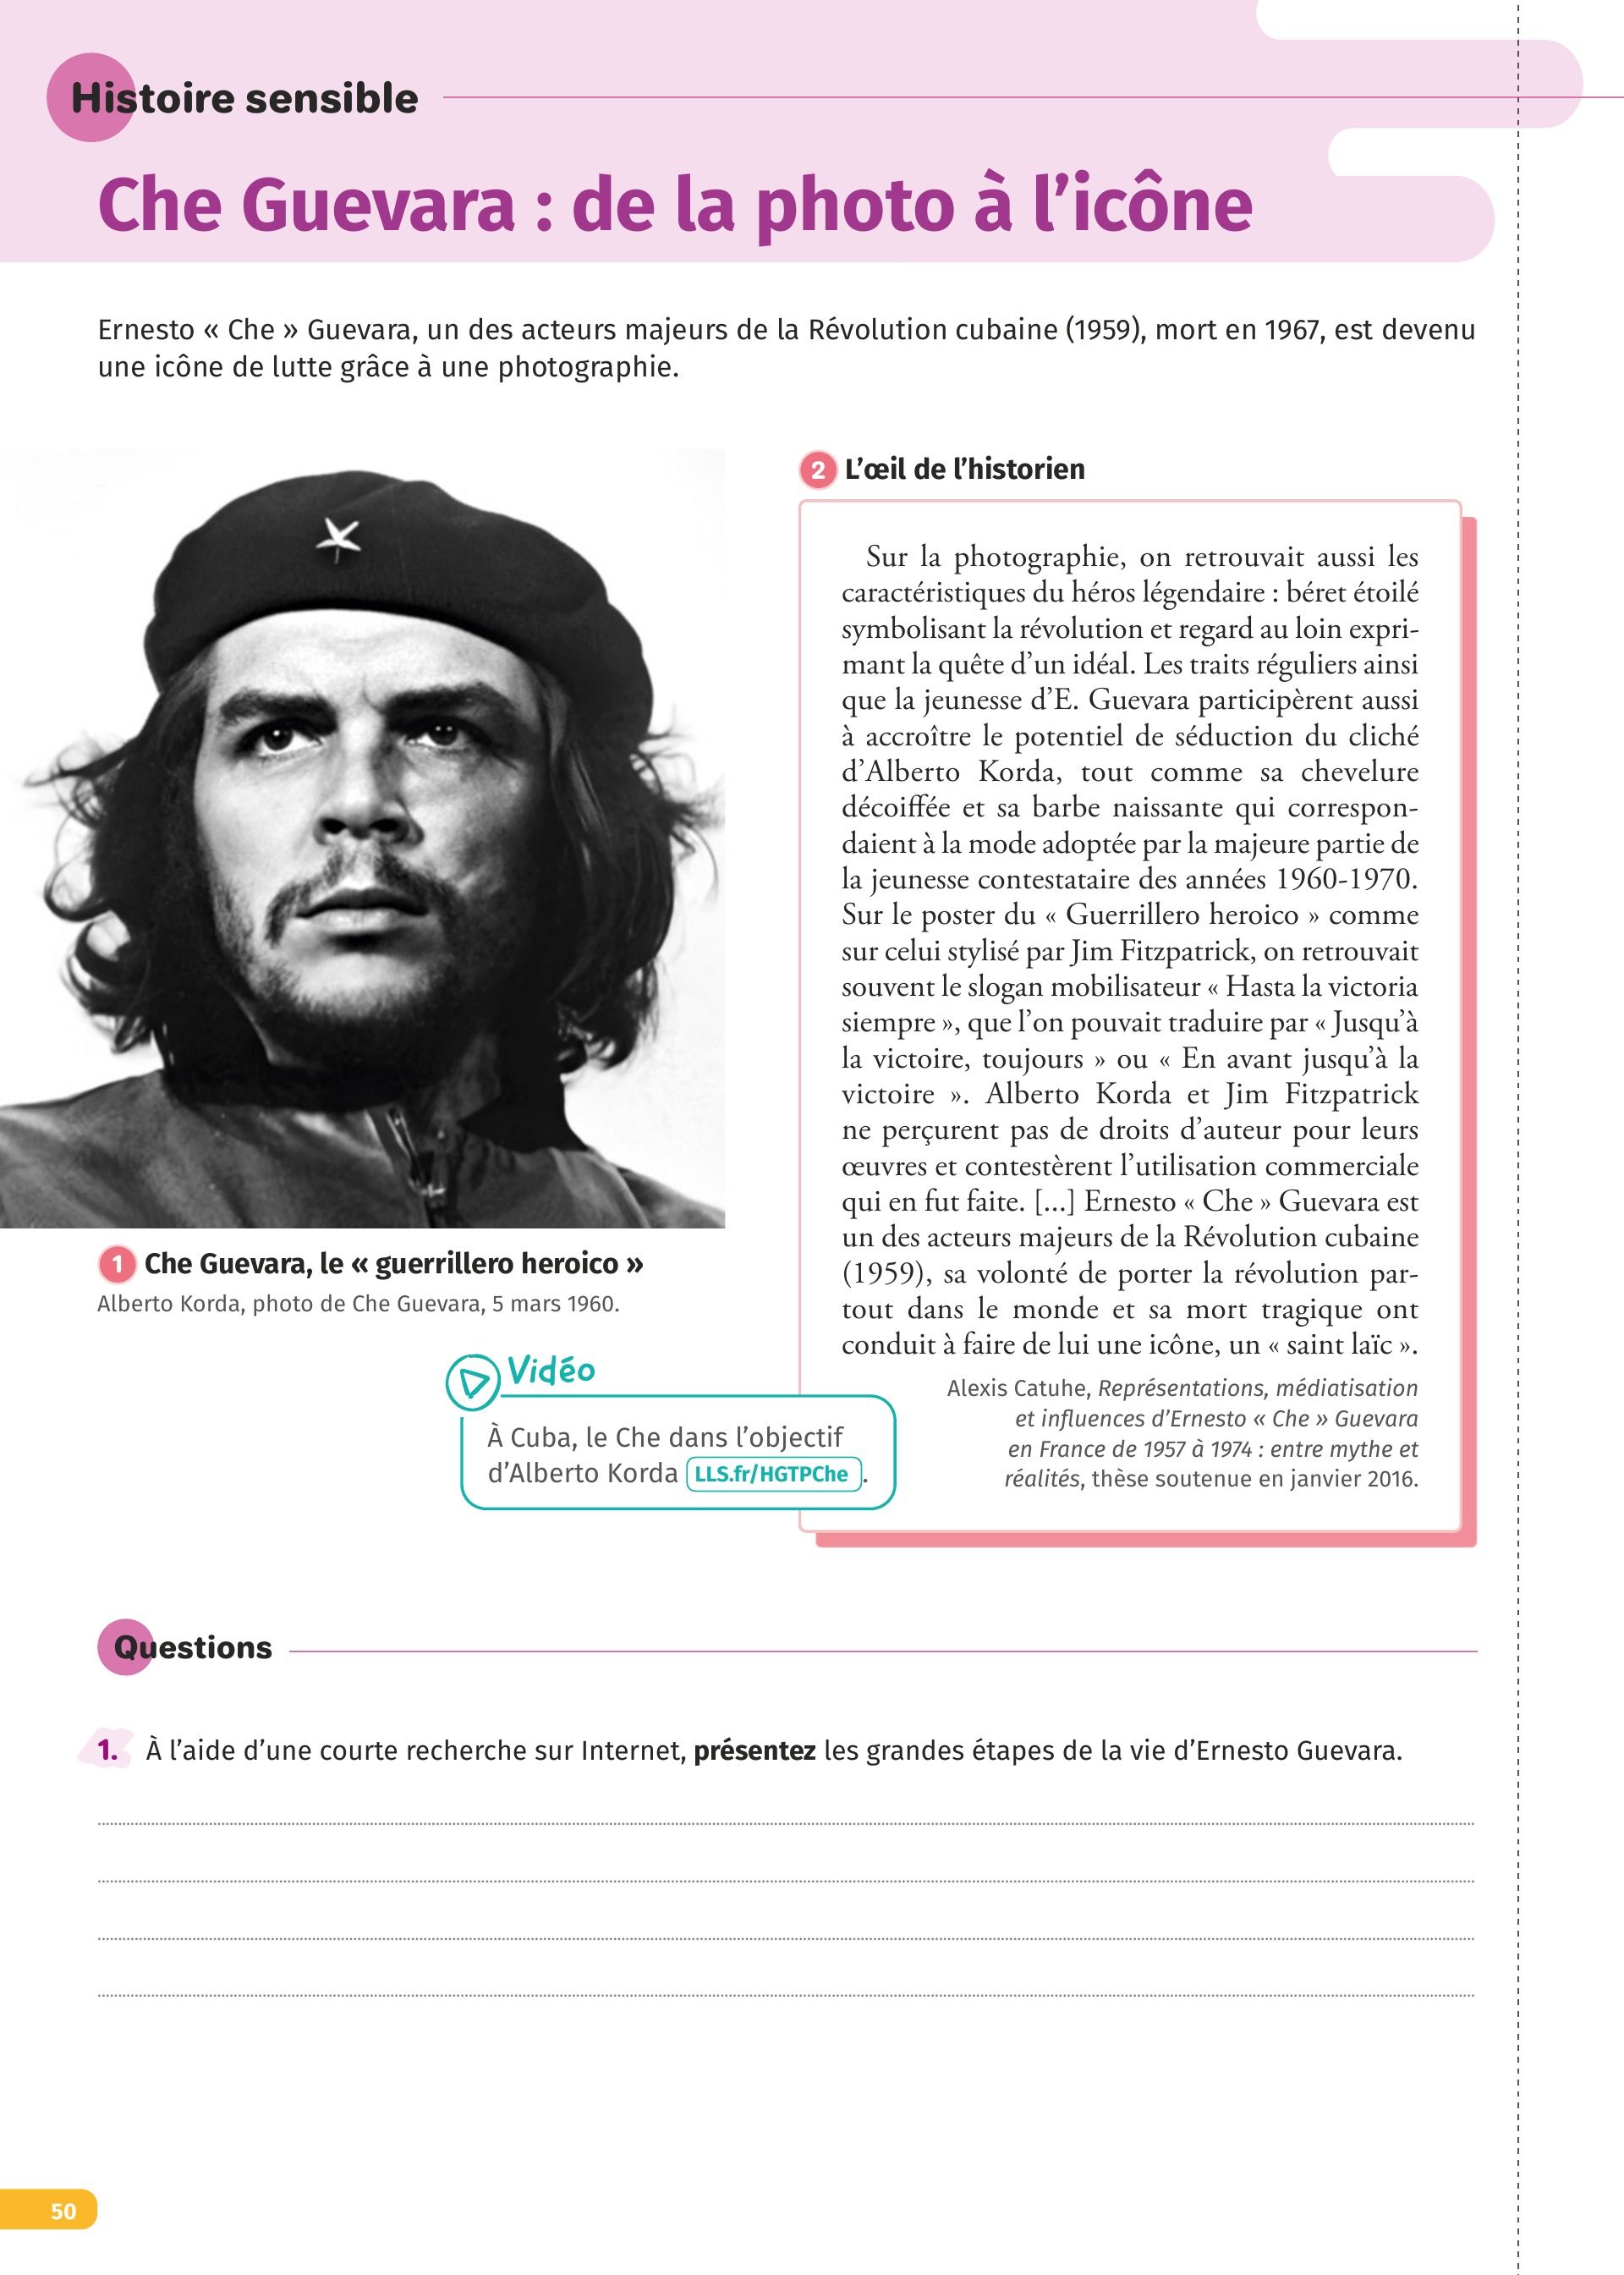 Histoire sensible
Che Guevara : de la photo à l’icône
Ernesto « Che » Guevara, un des acteurs majeurs de la Révolution cubaine (1959), mort en 1967, est devenu
une icône de lutte grâce à une photographie.
1 Che Guevara, le « guerrillero heroico »
Alberto Korda, photo de Che Guevara, 5 mars 1960.
Vidéo
À Cuba, le Che dans l’objectif
d’Alberto Korda LLS.fr/HGTPChe .
2 L’œil de l’historien
Sur la photographie, on retrouvait aussi les
caractéristiques du héros légendaire : béret étoilé
symbolisant la révolution et regard au loin expri-
mant la quête d’un idéal. Les traits réguliers ainsi
que la jeunesse d’E. Guevara participèrent aussi
à accroître le potentiel de séduction du cliché
d’Alberto Korda, tout comme sa chevelure
décoiffée et sa barbe naissante qui correspon-
daient à la mode adoptée par la majeure partie de
la jeunesse contestataire des années 1960-1970.
Sur le poster du « Guerrillero heroico » comme
sur celui stylisé par Jim Fitzpatrick, on retrouvait
souvent le slogan mobilisateur « Hasta la victoria
siempre », que l’on pouvait traduire par « Jusqu’à
la victoire, toujours » ou « En avant jusqu’à la
victoire ». Alberto Korda et Jim Fitzpatrick
ne perçurent pas de droits d’auteur pour leurs
œuvres et contestèrent l’utilisation commerciale
qui en fut faite. [...] Ernesto « Che » Guevara est
un des acteurs majeurs de la Révolution cubaine
(1959), sa volonté de porter la révolution par-
tout dans le monde et sa mort tragique ont
conduit à faire de lui une icône, un « saint laïc ».
Alexis Catuhe, Représentations, médiatisation
et influences d’Ernesto « Che » Guevara
en France de 1957 à 1974 : entre mythe et
réalités, thèse soutenue en janvier 2016.
Questions
1. À l’aide d’une courte recherche sur Internet, présentez les grandes étapes de la vie d’Ernesto Guevara.
50